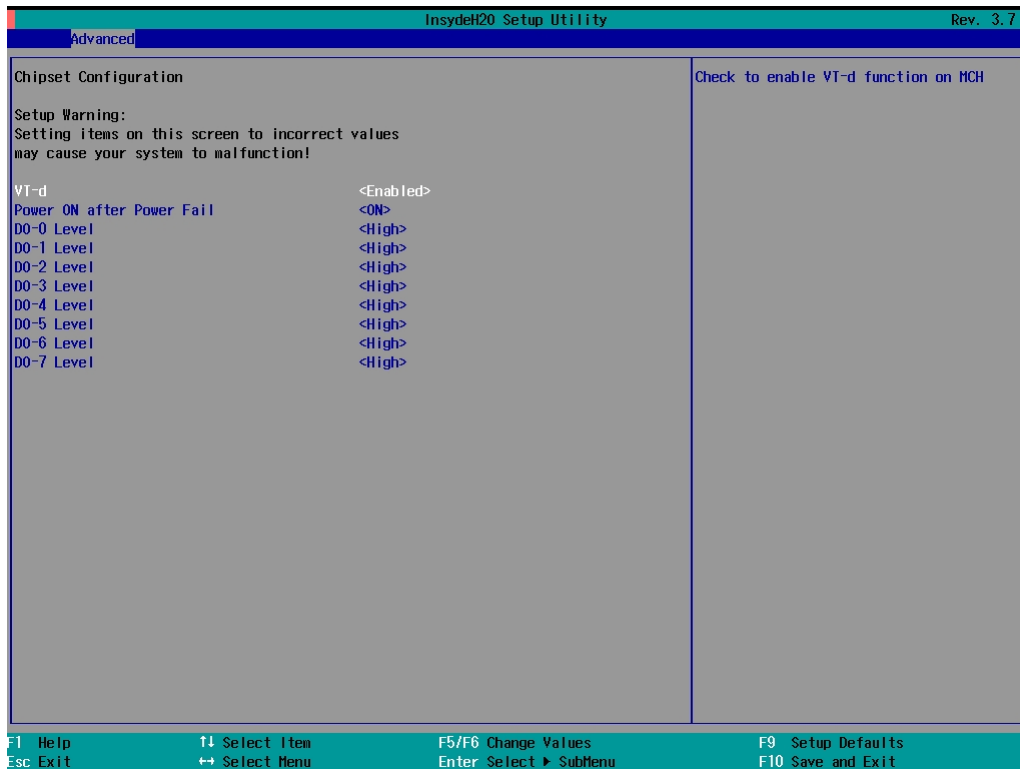 InsydeH20 Setup Utility Rev. 3.7
Advanced
Chipset Configuration
Setup Warning:
Setting items on this screen to incorrect values
may cause your system to malfunction!
VT-d <Enabled>
Power ON after Power Fail <ON>
DO-0 Level <High>
DO-1 Level <High>
DO-2 Level <High>
DO-3 Level <High>
DO-4 Level <High>
DO-5 Level <High>
DO-6 Level <High>
DO-7 Level <High>
Check to enable VT-d function on MCH
F1 Help ↑↓ Select Item F5/F6 Change Values F9 Setup Defaults
Esc Exit ↔ Select Menu Enter Select ▶ SubMenu F10 Save and Exit